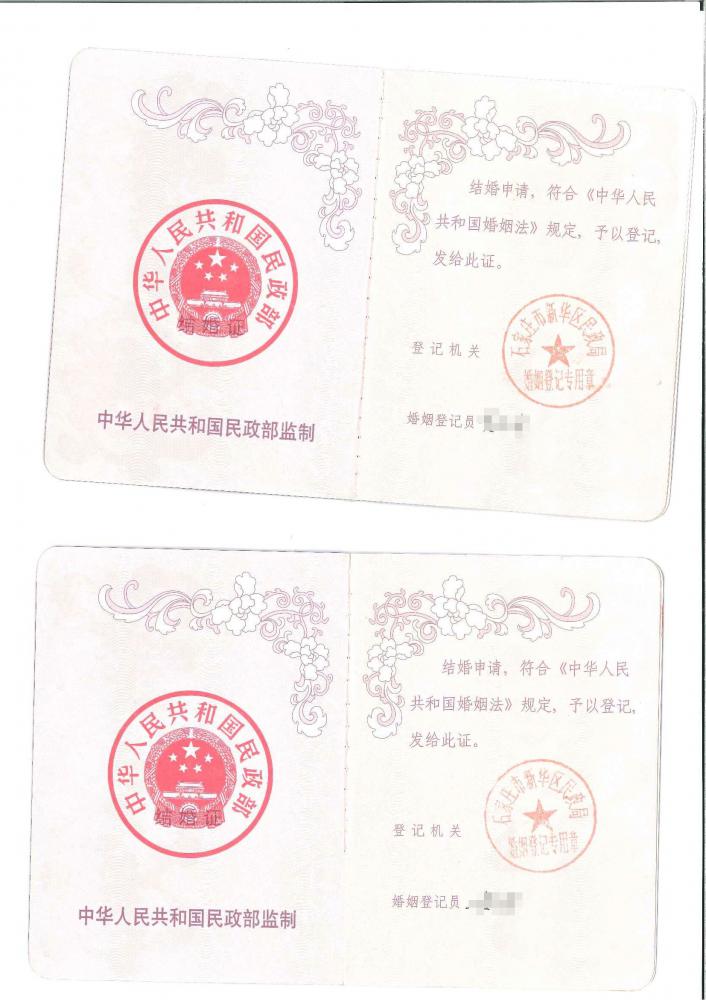 中华人民共和国民政部
结婚证
中华人民共和国民政部监制
结婚申请，符合《中华人民
共和国婚姻法》规定，予以登记，
发给此证。
登记机关
石家庄市新华区民政局
婚姻登记专用章
婚姻登记员
中华人民共和国民政部
结婚证
中华人民共和国民政部监制
结婚申请，符合《中华人民
共和国婚姻法》规定，予以登记，
发给此证。
登记机关
石家庄市新华区民政局
婚姻登记专用章
婚姻登记员